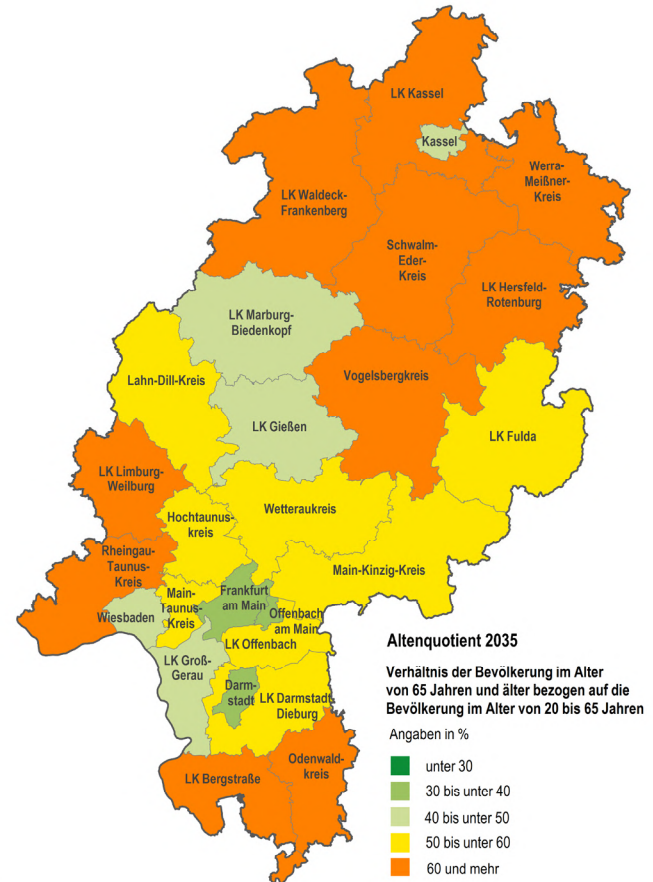 LK Kassel
Kassel
Werra-
Meißner-
Kreis
LK Waldeck-
Frankenberg
Schwalm-
Eder-
Kreis
LK Hersfeld-
Rotenburg
LK Marburg-
Biedenkopf
Lahn-Dill-Kreis
Vogelsbergkreis
LK Gießen
LK Fulda
LK Limburg-
Weilburg
Hochtaunus-
kreis
Wetteraukreis
Rheingau-
Taunus-
Kreis
Main-Kinzig-Kreis
Main-
Taunus-
Kreis
Frankfurt
am Main
Wiesbaden
Offenbach
am Main
LK Offenbach
LK Groß-
Gerau
Darm-
stadt
LK Darmstadt
Dieburg
LK Bergstraße
Odenwald-
kreis
Altenquotient 2035
Verhältnis der Bevölkerung im Alter
von 65 Jahren und älter bezogen auf die
Bevölkerung im Alter von 20 bis 65 Jahren
Angaben in %
unter 30
30 bis unter 40
40 bis unter 50
50 bis unter 60
60 und mehr